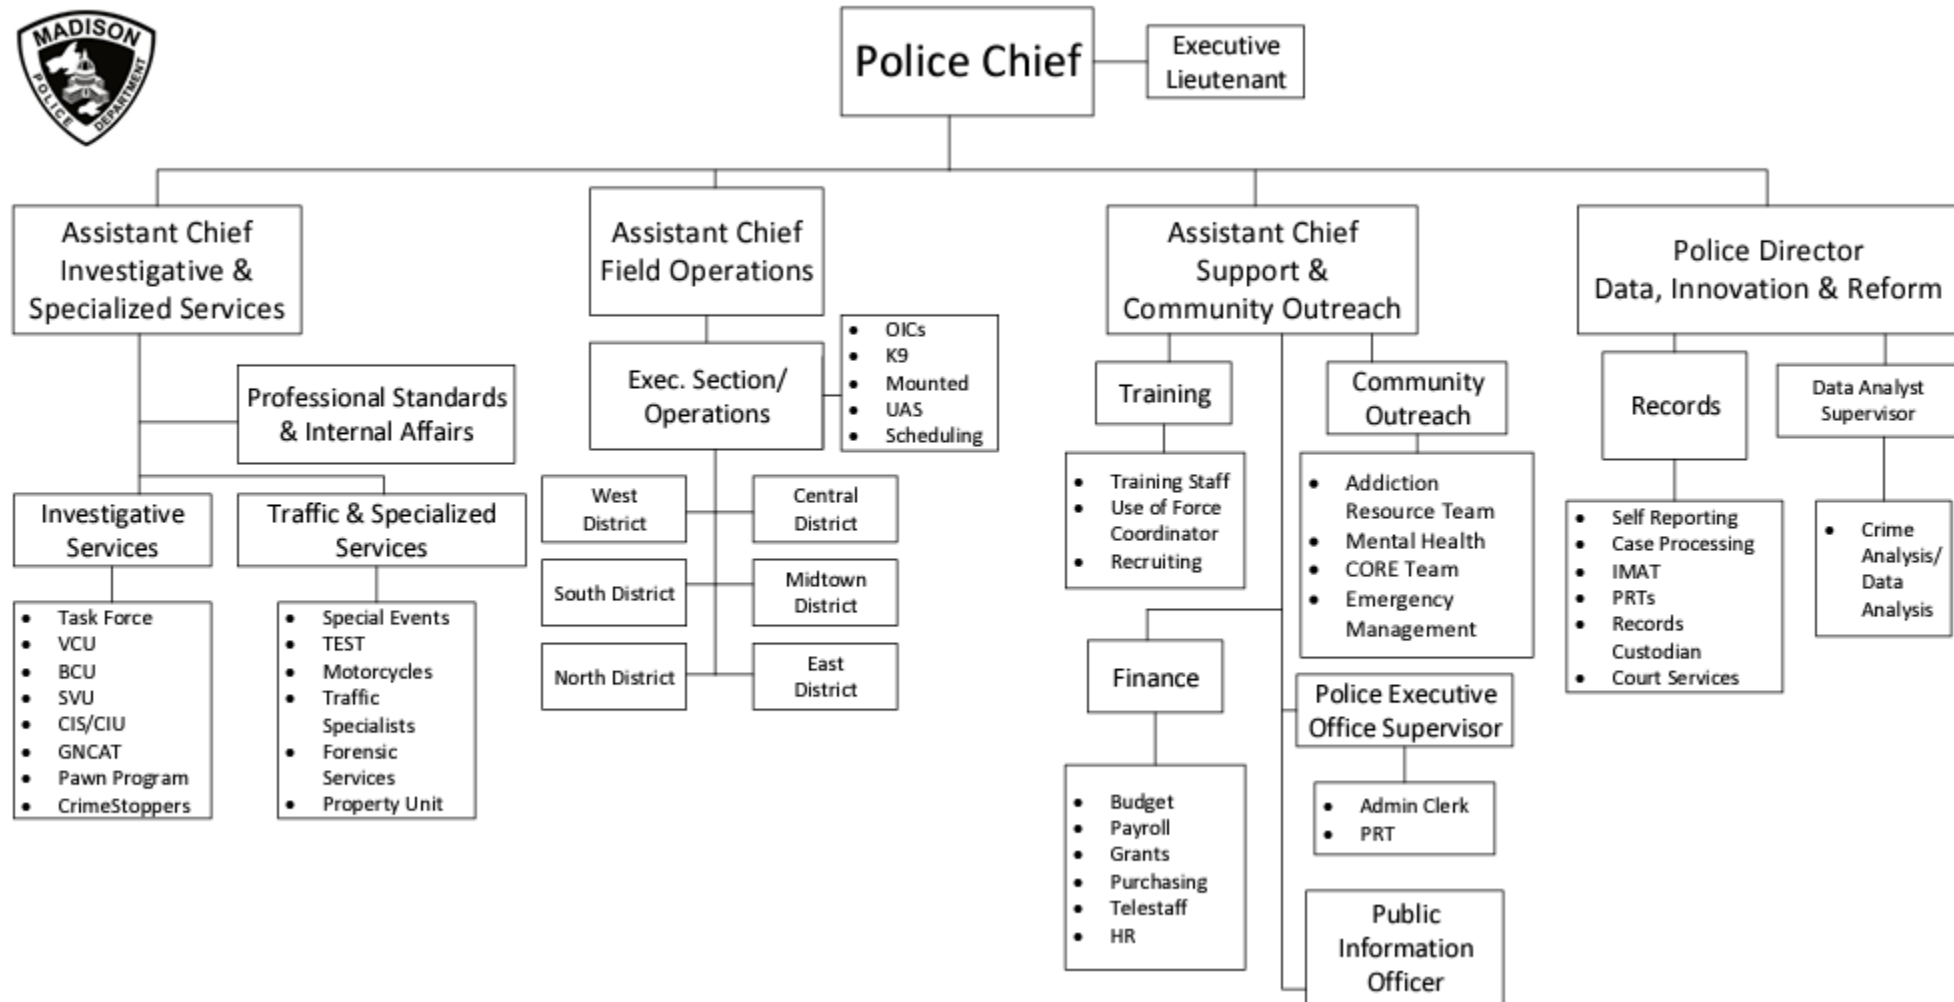 MADISON
POLICE
DEPARTMENT
Police Chief
Executive
Lieutenant
Assistant Chief
Investigative &
Specialized Services
Assistant Chief
Field Operations
Assistant Chief
Support &
Community Outreach
Police Director
Data, Innovation & Reform
Professional Standards
& Internal Affairs
Investigative
Services
• Task Force
• VCU
• BCU
• SVU
• CIS/CIU
• GNCAT
• Pawn Program
• CrimeStoppers
Traffic & Specialized
Services
• Special Events
• TEST
• Motorcycles
• Traffic
Specialists
• Forensic
Services
• Property Unit
Exec. Section/
Operations
• OICs
• K9
• Mounted
• UAS
• Scheduling
West
District
Central
District
South District
Midtown
District
North District
East
District
Training
• Training Staff
• Use of Force
Coordinator
• Recruiting
Community
Outreach
• Addiction
Resource Team
• Mental Health
• CORE Team
• Emergency
Management
Finance
• Budget
• Payroll
• Grants
• Purchasing
• Telestaff
• HR
Police Executive
Office Supervisor
• Admin Clerk
• PRT
Public
Information
Officer
Records
• Self Reporting
• Case Processing
• IMAT
• PRTs
• Records
Custodian
• Court Services
Data Analyst
Supervisor
• Crime
Analysis/
Data
Analysis